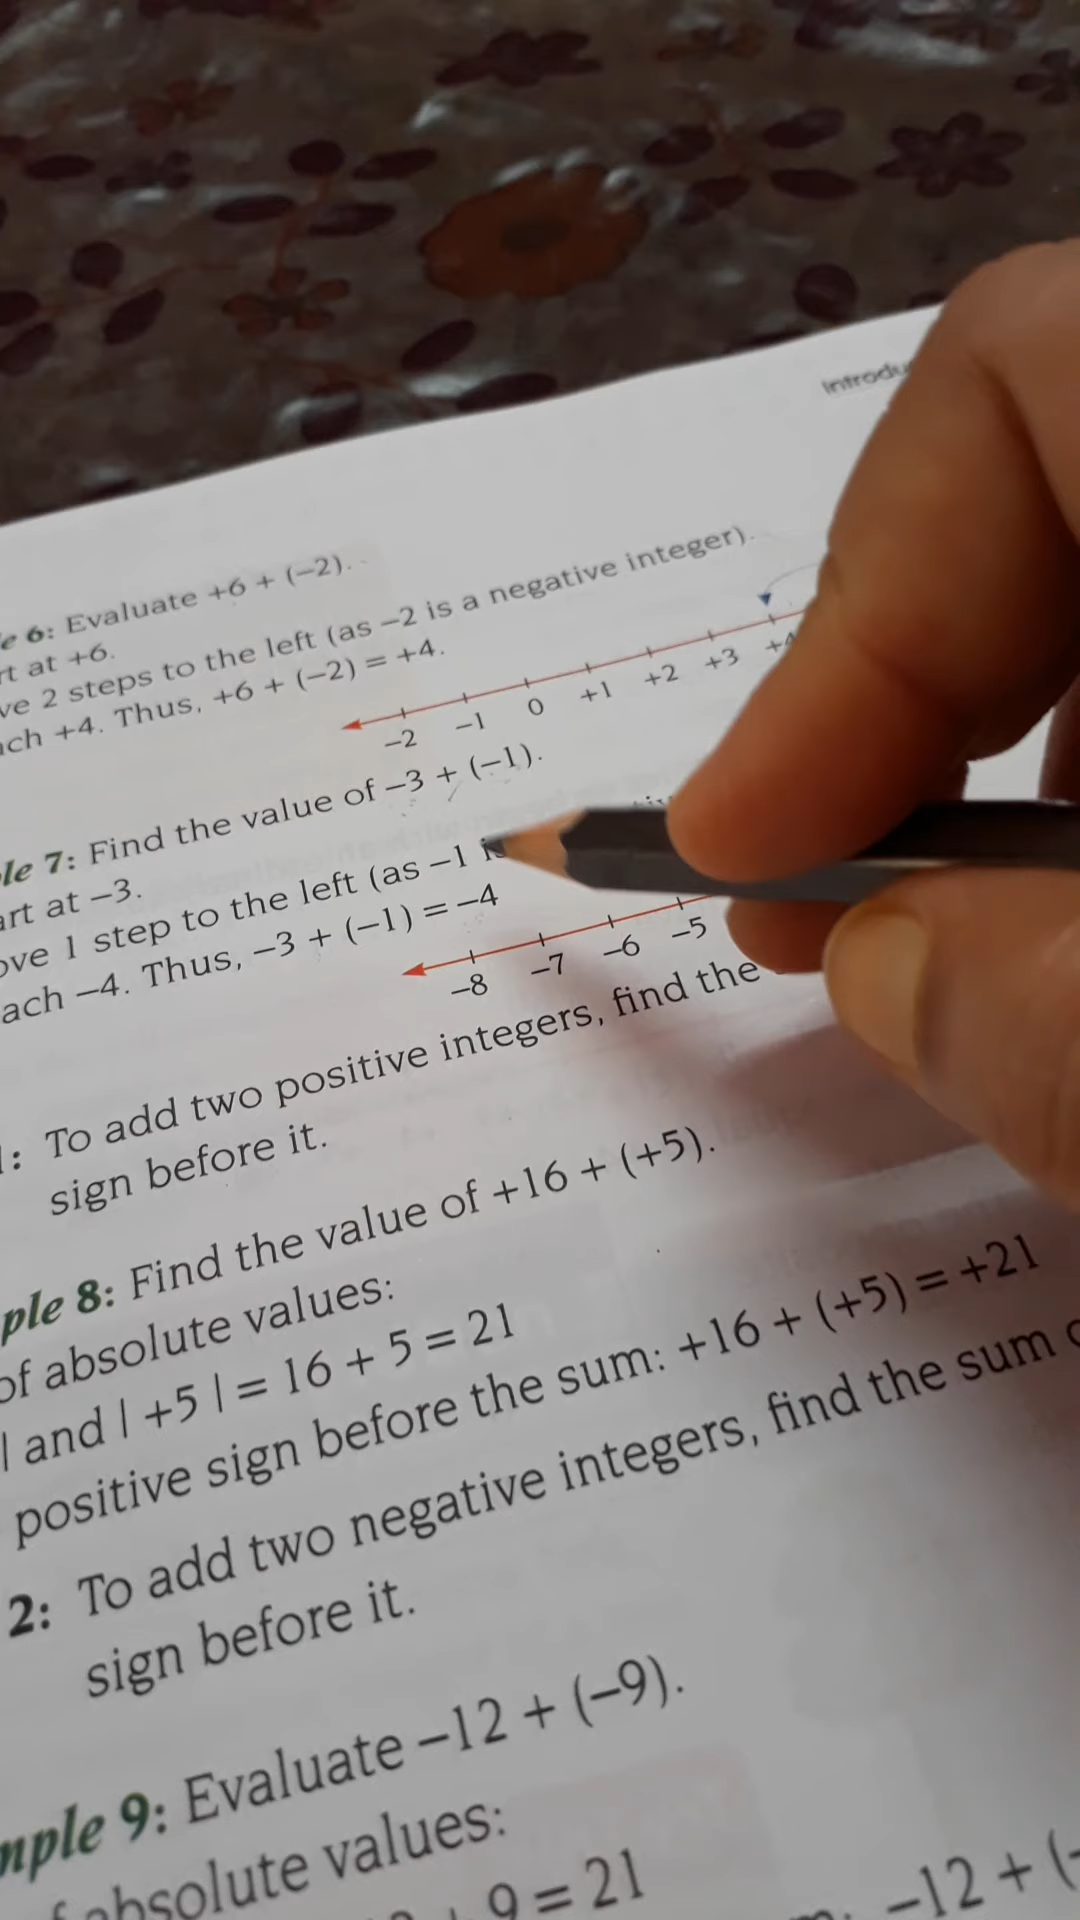 Introdu
e 6: Evaluate +6 + (−2).
rt at +6.
ve 2 steps to the left (as −2 is a negative integer).
ach +4. Thus, +6 + (−2) = +4.
−2 −1 0 +1 +2 +3 +4
le 7: Find the value of −3 + (−1).
art at −3.
ove 1 step to the left (as −1 is
ach −4. Thus, −3 + (−1) = −4
−8 −7 −6 −5
1: To add two positive integers, find the
sign before it.
ple 8: Find the value of +16 + (+5).
of absolute values:
| and | +5 | = 16 + 5 = 21
positive sign before the sum: +16 + (+5) = +21
2: To add two negative integers, find the sum o
sign before it.
mple 9: Evaluate −12 + (−9).
f absolute values:
+ 9 = 21
−12 + (−